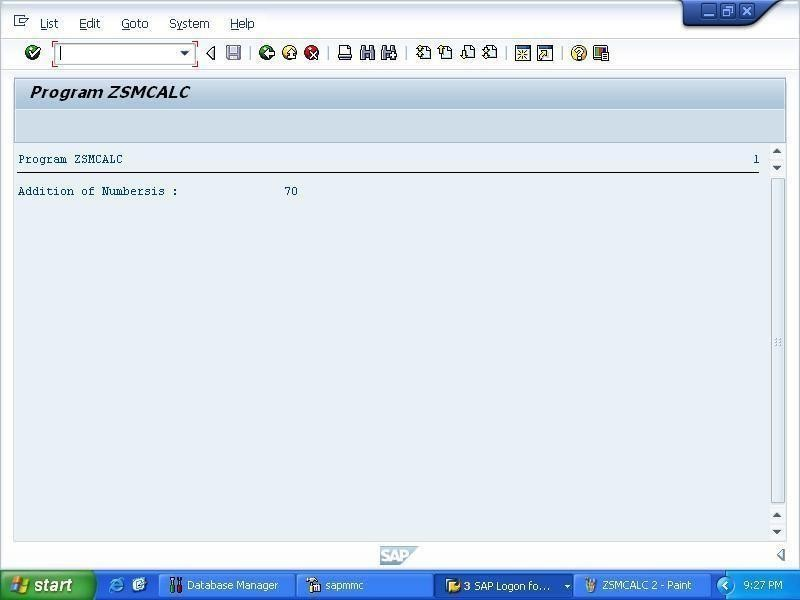 List Edit Goto System Help
Program ZSMCALC
Program ZSMCALC 1
Addition of Numbersis : 70
SAP
start Database Manager sapmmc 3 SAP Logon fo... ZSMCALC 2 - Paint 9:27 PM